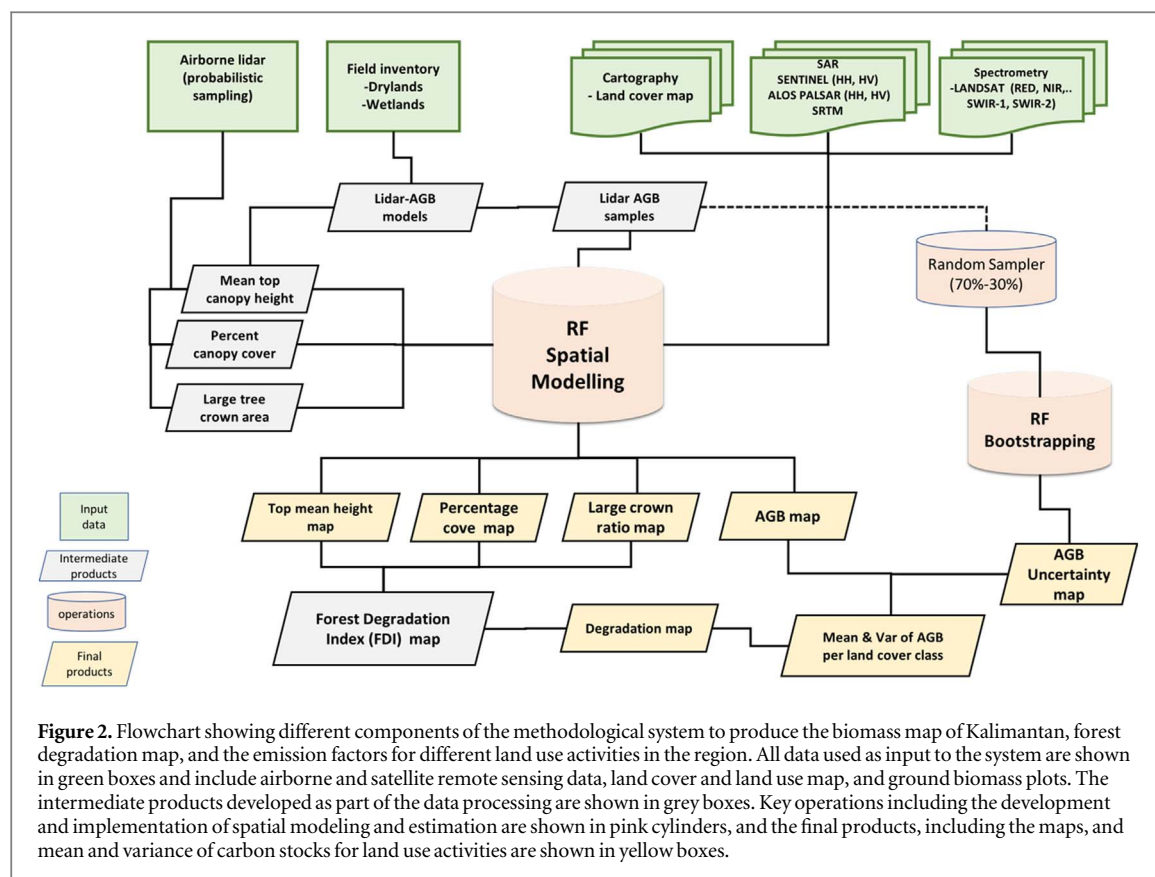 Airborne lidar
(probabilistic
sampling)
Field inventory
-Drylands
-Wetlands
Cartography
- Land cover map
SAR
SENTINEL (HH, HV)
ALOS PALSAR (HH, HV)
SRTM
Spectrometry
-LANDSAT (RED, NIR,..
SWIR-1, SWIR-2)
Lidar-AGB
models
Lidar AGB
samples
Random Sampler
(70%-30%)
Mean top
canopy height
Percent
canopy cover
Large tree
crown area
RF
Spatial
Modelling
RF
Bootstrapping
Input
data
Intermediate
products
operations
Final
products
Top mean height
map
Percentage
cove map
Large crown
ratio map
AGB map
AGB
Uncertainty
map
Forest Degradation
Index (FDI) map
Degradation map
Mean & Var of AGB
per land cover class
Figure 2. Flowchart showing different components of the methodological system to produce the biomass map of Kalimantan, forest
degradation map, and the emission factors for different land use activities in the region. All data used as input to the system are shown
in green boxes and include airborne and satellite remote sensing data, land cover and land use map, and ground biomass plots. The
intermediate products developed as part of the data processing are shown in grey boxes. Key operations including the development
and implementation of spatial modeling and estimation are shown in pink cylinders, and the final products, including the maps, and
mean and variance of carbon stocks for land use activities are shown in yellow boxes.